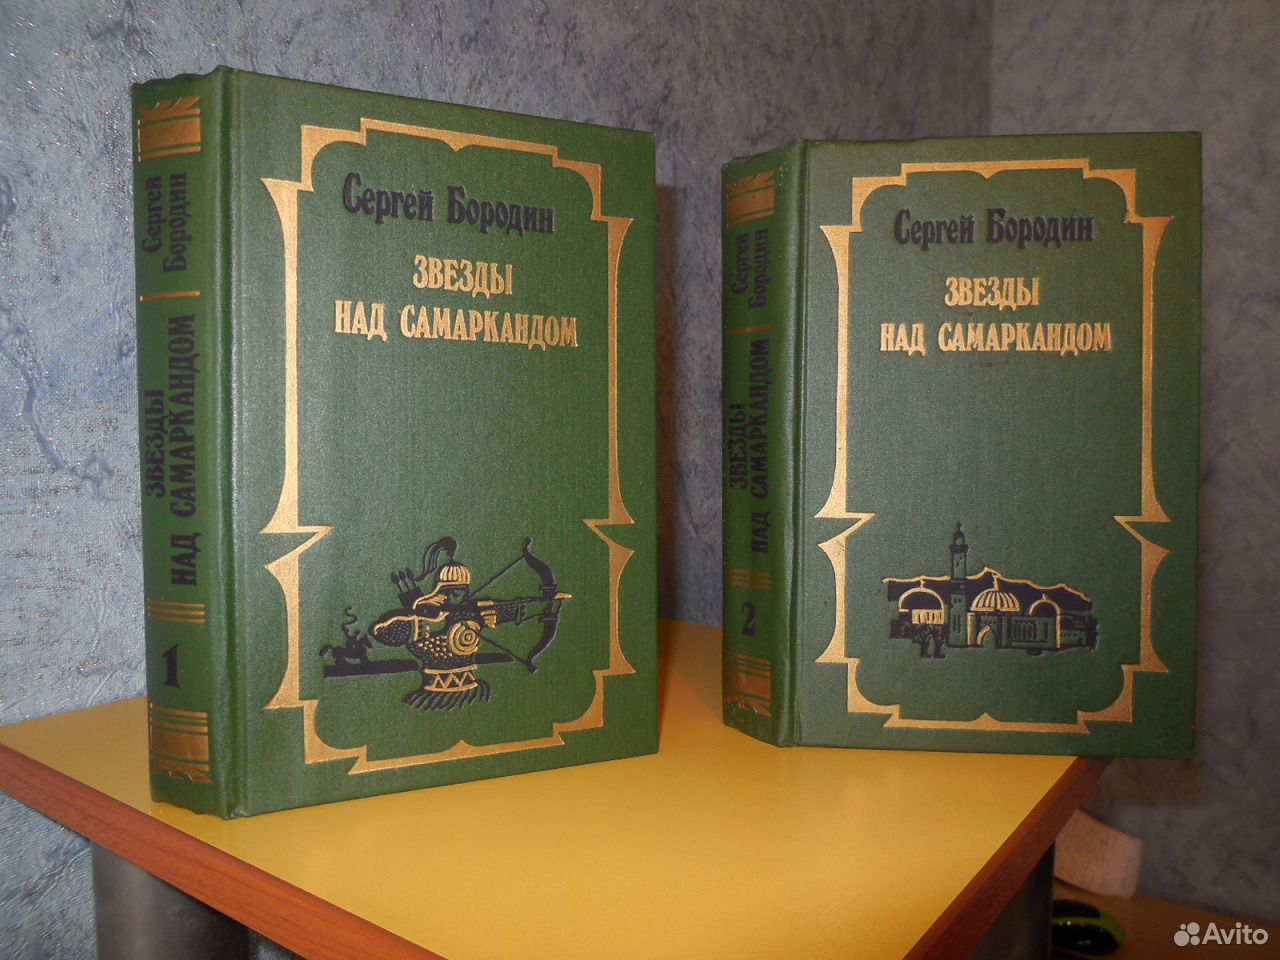 Сергей
Бородин
ЗВЕЗДЫ
НАД САМАРКАНДОМ
1
Сергей Бородин
ЗВЕЗДЫ
НАД САМАРКАНДОМ
Сергей
Бородин
ЗВЕЗДЫ
НАД САМАРКАНДОМ
2
Сергей Бородин
ЗВЕЗДЫ
НАД САМАРКАНДОМ
Avito